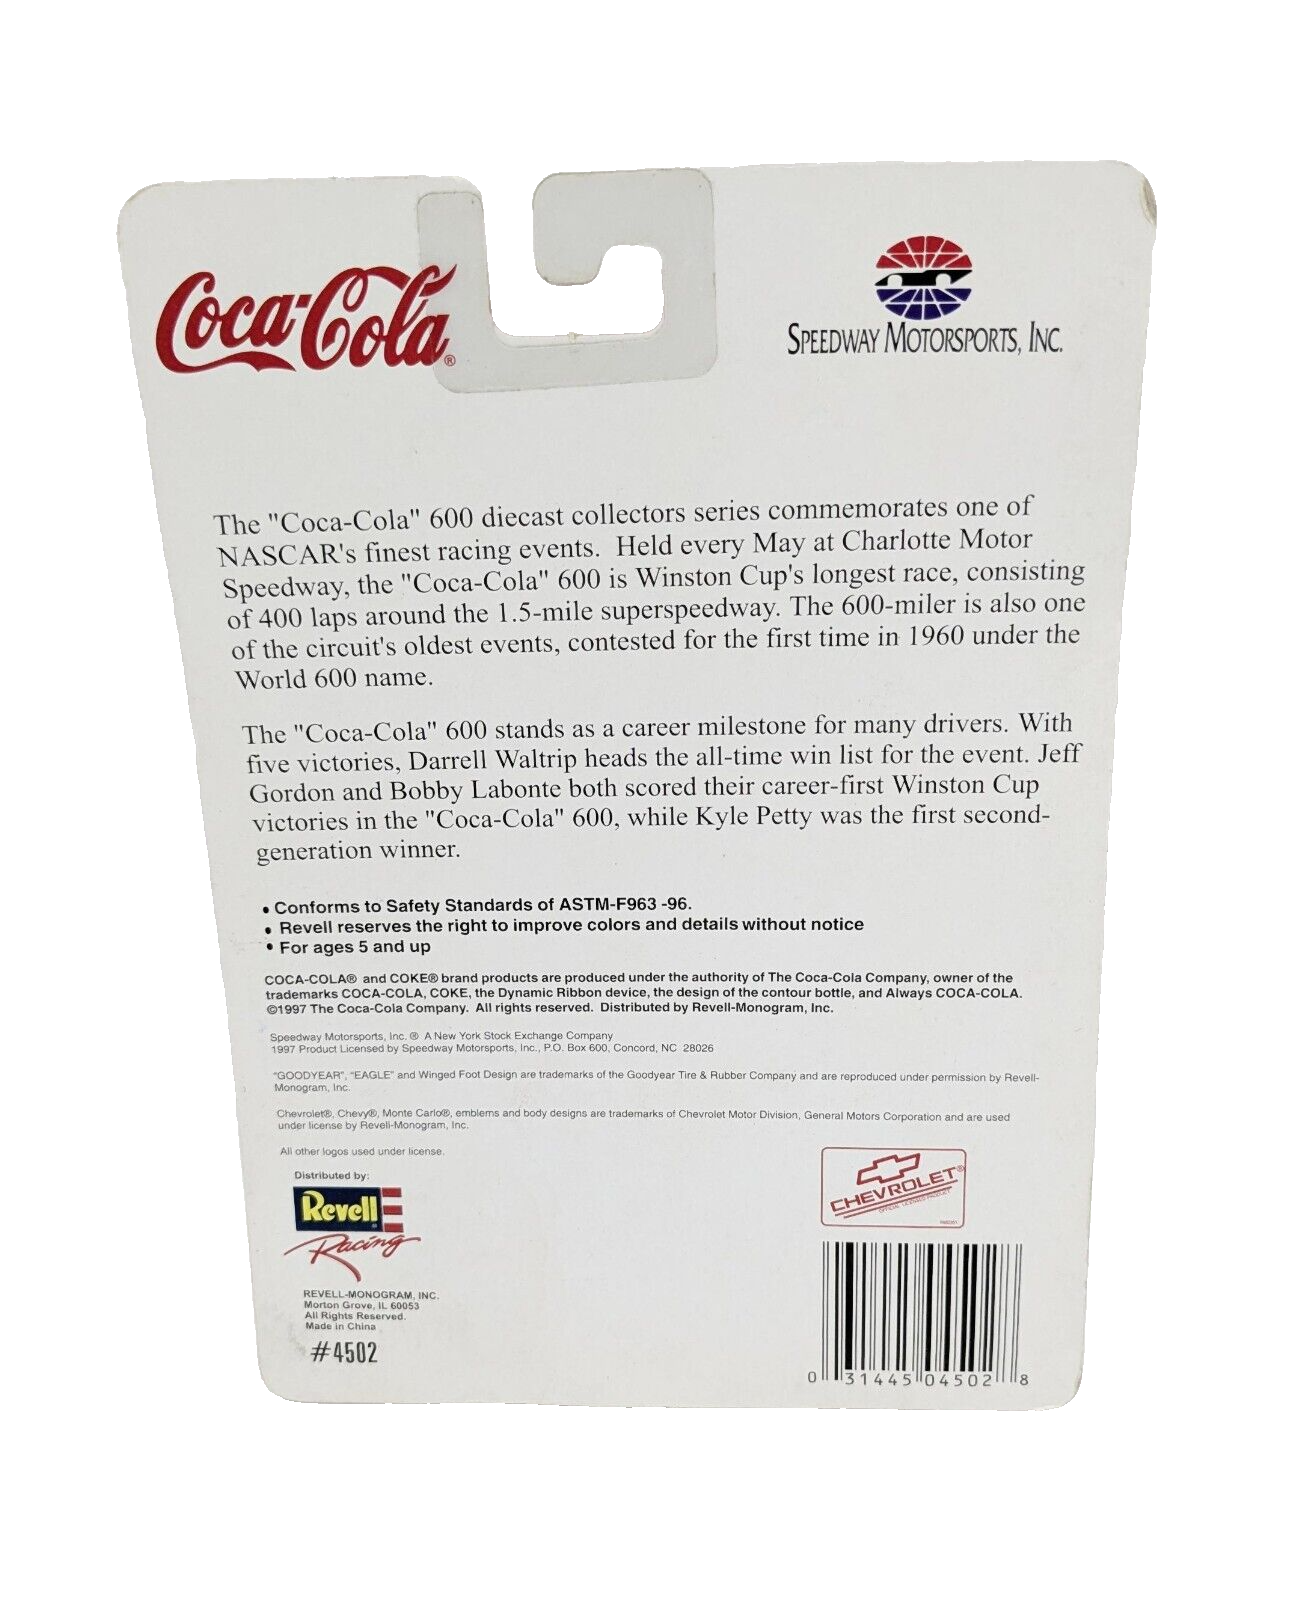 Coca-Cola®
SPEEDWAY MOTORSPORTS, INC.
The "Coca-Cola" 600 diecast collectors series commemorates one of
NASCAR's finest racing events.  Held every May at Charlotte Motor
Speedway, the "Coca-Cola" 600 is Winston Cup's longest race, consisting
of 400 laps around the 1.5-mile superspeedway. The 600-miler is also one
of the circuit's oldest events, contested for the first time in 1960 under the
World 600 name.
The "Coca-Cola" 600 stands as a career milestone for many drivers. With
five victories, Darrell Waltrip heads the all-time win list for the event. Jeff
Gordon and Bobby Labonte both scored their career-first Winston Cup
victories in the "Coca-Cola" 600, while Kyle Petty was the first second-
generation winner.
• Conforms to Safety Standards of ASTM-F963 -96.
• Revell reserves the right to improve colors and details without notice
• For ages 5 and up
COCA-COLA® and COKE® brand products are produced under the authority of The Coca-Cola Company, owner of the
trademarks COCA-COLA, COKE, the Dynamic Ribbon device, the design of the contour bottle, and Always COCA-COLA.
©1997 The Coca-Cola Company.  All rights reserved.  Distributed by Revell-Monogram, Inc.
Speedway Motorsports, Inc. ® A New York Stock Exchange Company
1997 Product Licensed by Speedway Motorsports, Inc., P.O. Box 600, Concord, NC  28026
"GOODYEAR", "EAGLE" and Winged Foot Design are trademarks of the Goodyear Tire & Rubber Company and are reproduced under permission by Revell-
Monogram, Inc.
Chevrolet®, Chevy®, Monte Carlo®, emblems and body designs are trademarks of Chevrolet Motor Division, General Motors Corporation and are used
under license by Revell-Monogram, Inc.
All other logos used under license.
Distributed by:
Revell
Racing
REVELL-MONOGRAM, INC.
Morton Grove, IL 60053
All Rights Reserved.
Made in China
#4502
CHEVROLET®
OFFICIAL LICENSED PRODUCT
0 31445 04502 8